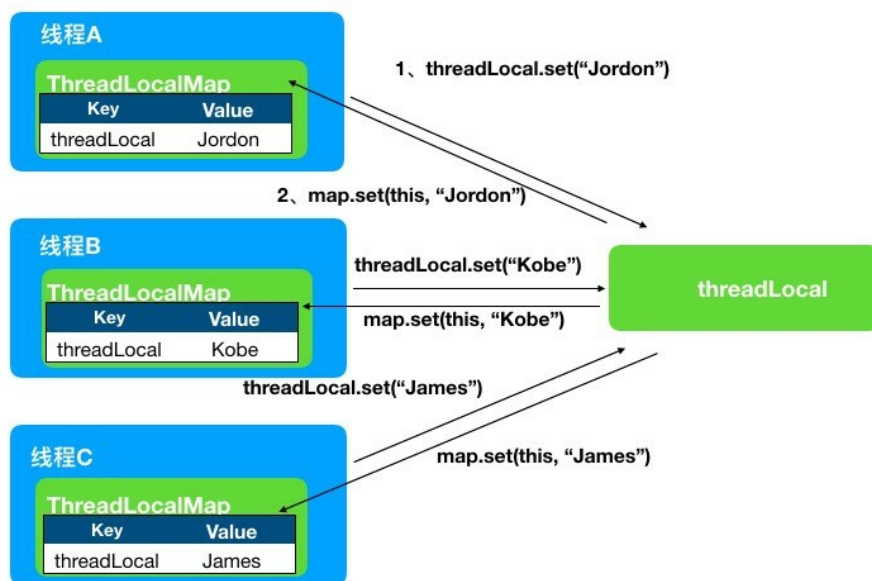 线程A
ThreadLocalMap
Key Value
threadLocal Jordon
1、threadLocal.set(“Jordon”)
2、map.set(this, “Jordon”)
线程B
ThreadLocalMap
Key Value
threadLocal Kobe
threadLocal.set(“Kobe”)
map.set(this, “Kobe”)
threadLocal
threadLocal.set(“James”)
map.set(this, “James”)
线程C
ThreadLocalMap
Key Value
threadLocal James